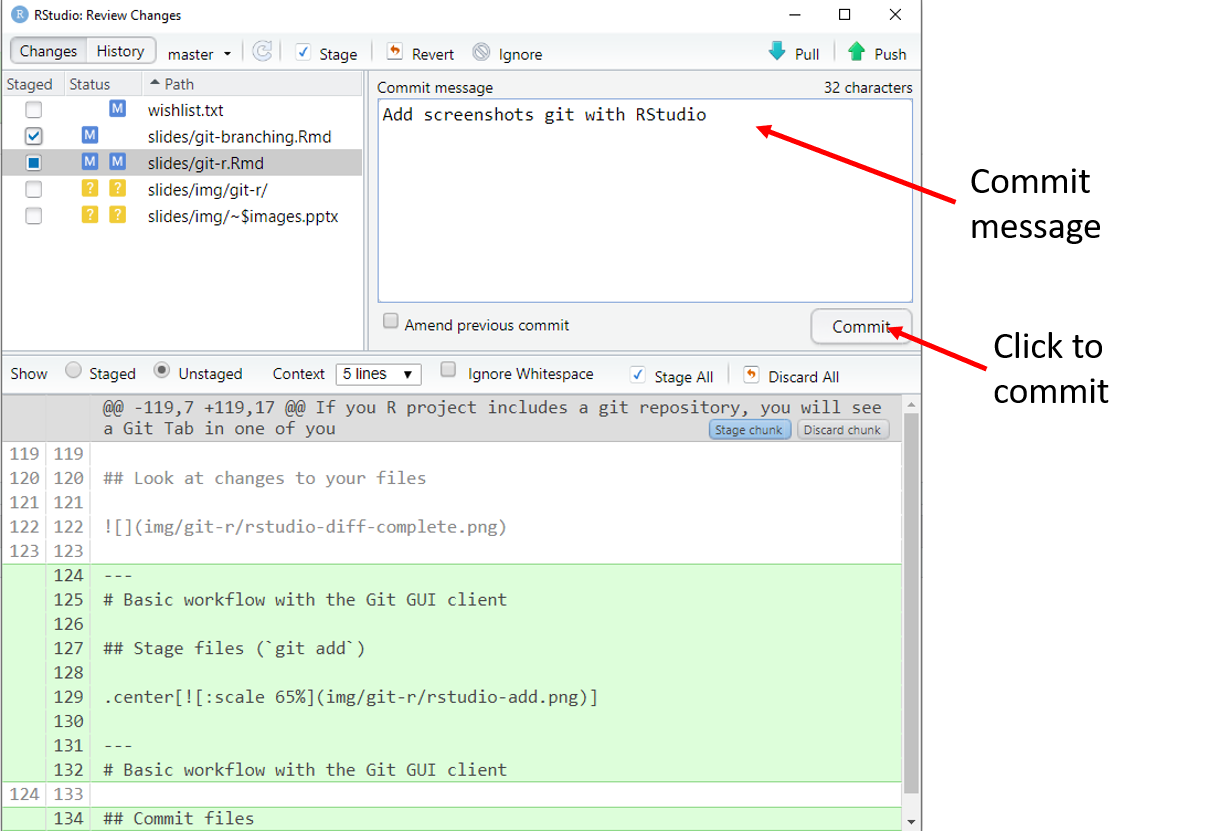 RStudio: Review Changes
Changes History master Stage Revert Ignore Pull Push
Staged Status Path
M wishlist.txt
M slides/git-branching.Rmd
M M slides/git-r.Rmd
? ? slides/img/git-r/
? ? slides/img/~$images.pptx
Commit message 32 characters
Add screenshots git with RStudio
Amend previous commit
Commit
Commit
message
Click to
commit
Show Staged Unstaged Context 5 lines Ignore Whitespace Stage All Discard All
@@ -119,7 +119,17 @@ If you R project includes a git repository, you will see
a Git Tab in one of you Stage chunk Discard chunk
119 119
120 120 ## Look at changes to your files
121 121
122 122 ![](img/git-r/rstudio-diff-complete.png)
123 123
124 ---
125 # Basic workflow with the Git GUI client
126
127 ## Stage files (`git add`)
128
129 .center[![:scale 65%](img/git-r/rstudio-add.png)]
130
131 ---
132 # Basic workflow with the Git GUI client
124 133
134 ## Commit files